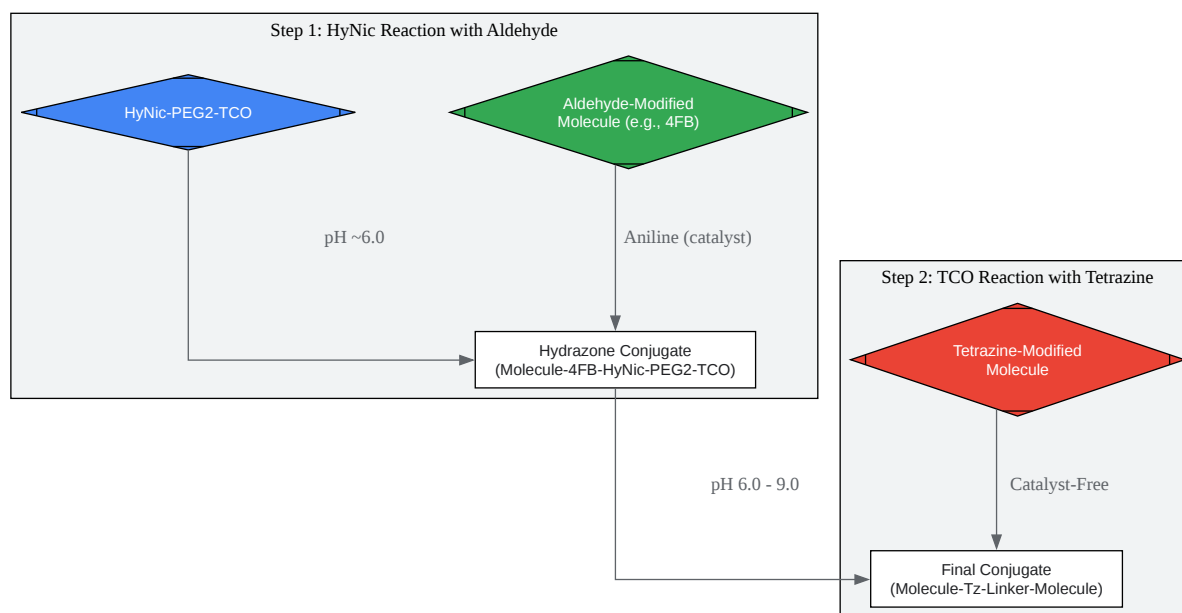 Step 1: HyNic Reaction with Aldehyde
HyNic-PEG2-TCO
Aldehyde-Modified
Molecule (e.g., 4FB)
pH ~6.0
Aniline (catalyst)
Hydrazone Conjugate
(Molecule-4FB-HyNic-PEG2-TCO)
Step 2: TCO Reaction with Tetrazine
Tetrazine-Modified
Molecule
pH 6.0 - 9.0
Catalyst-Free
Final Conjugate
(Molecule-Tz-Linker-Molecule)